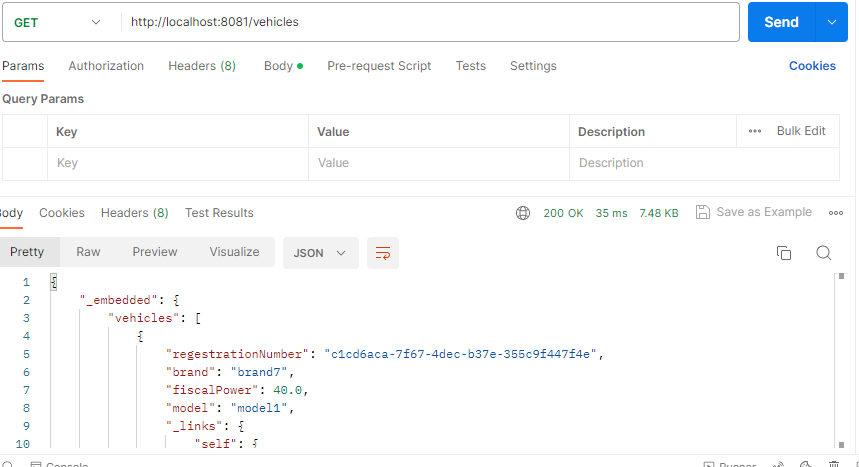 GET http://localhost:8081/vehicles Send
Params Authorization Headers (8) Body Pre-request Script Tests Settings Cookies
Query Params
Key Value Description Bulk Edit
Key Value Description
Body Cookies Headers (8) Test Results 200 OK 35 ms 7.48 KB Save as Example
Pretty Raw Preview Visualize JSON
1 {
2 "_embedded": {
3 "vehicles": [
4 {
5 "regestrationNumber": "c1cd6aca-7f67-4dec-b37e-355c9f447f4e",
6 "brand": "brand7",
7 "fiscalPower": 40.0,
8 "model": "model1",
9 "_links": {
10 "self": {
Console Runner